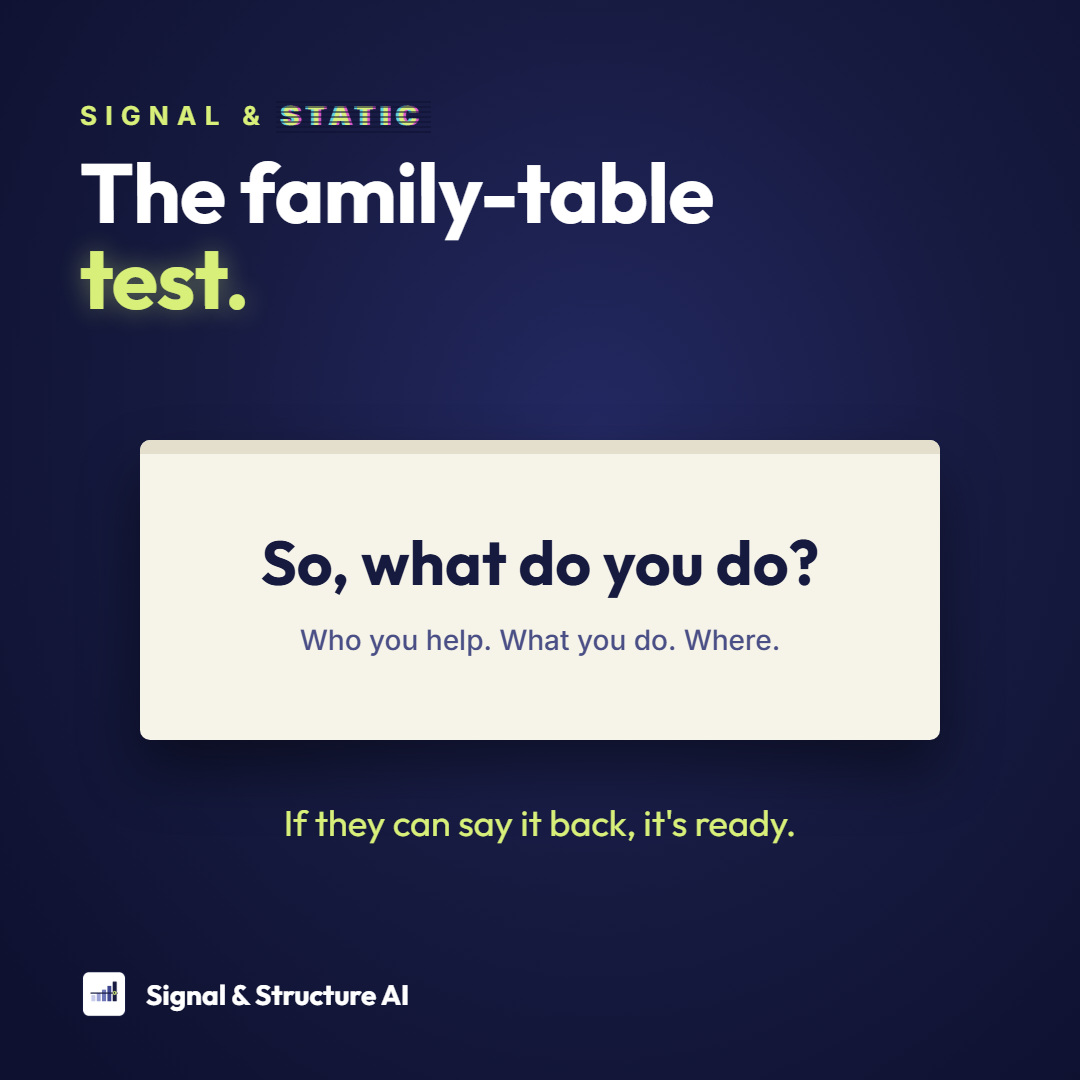 SIGNAL & STATIC
The family-table
test.
So, what do you do?
Who you help. What you do. Where.
If they can say it back, it's ready.
Signal & Structure AI